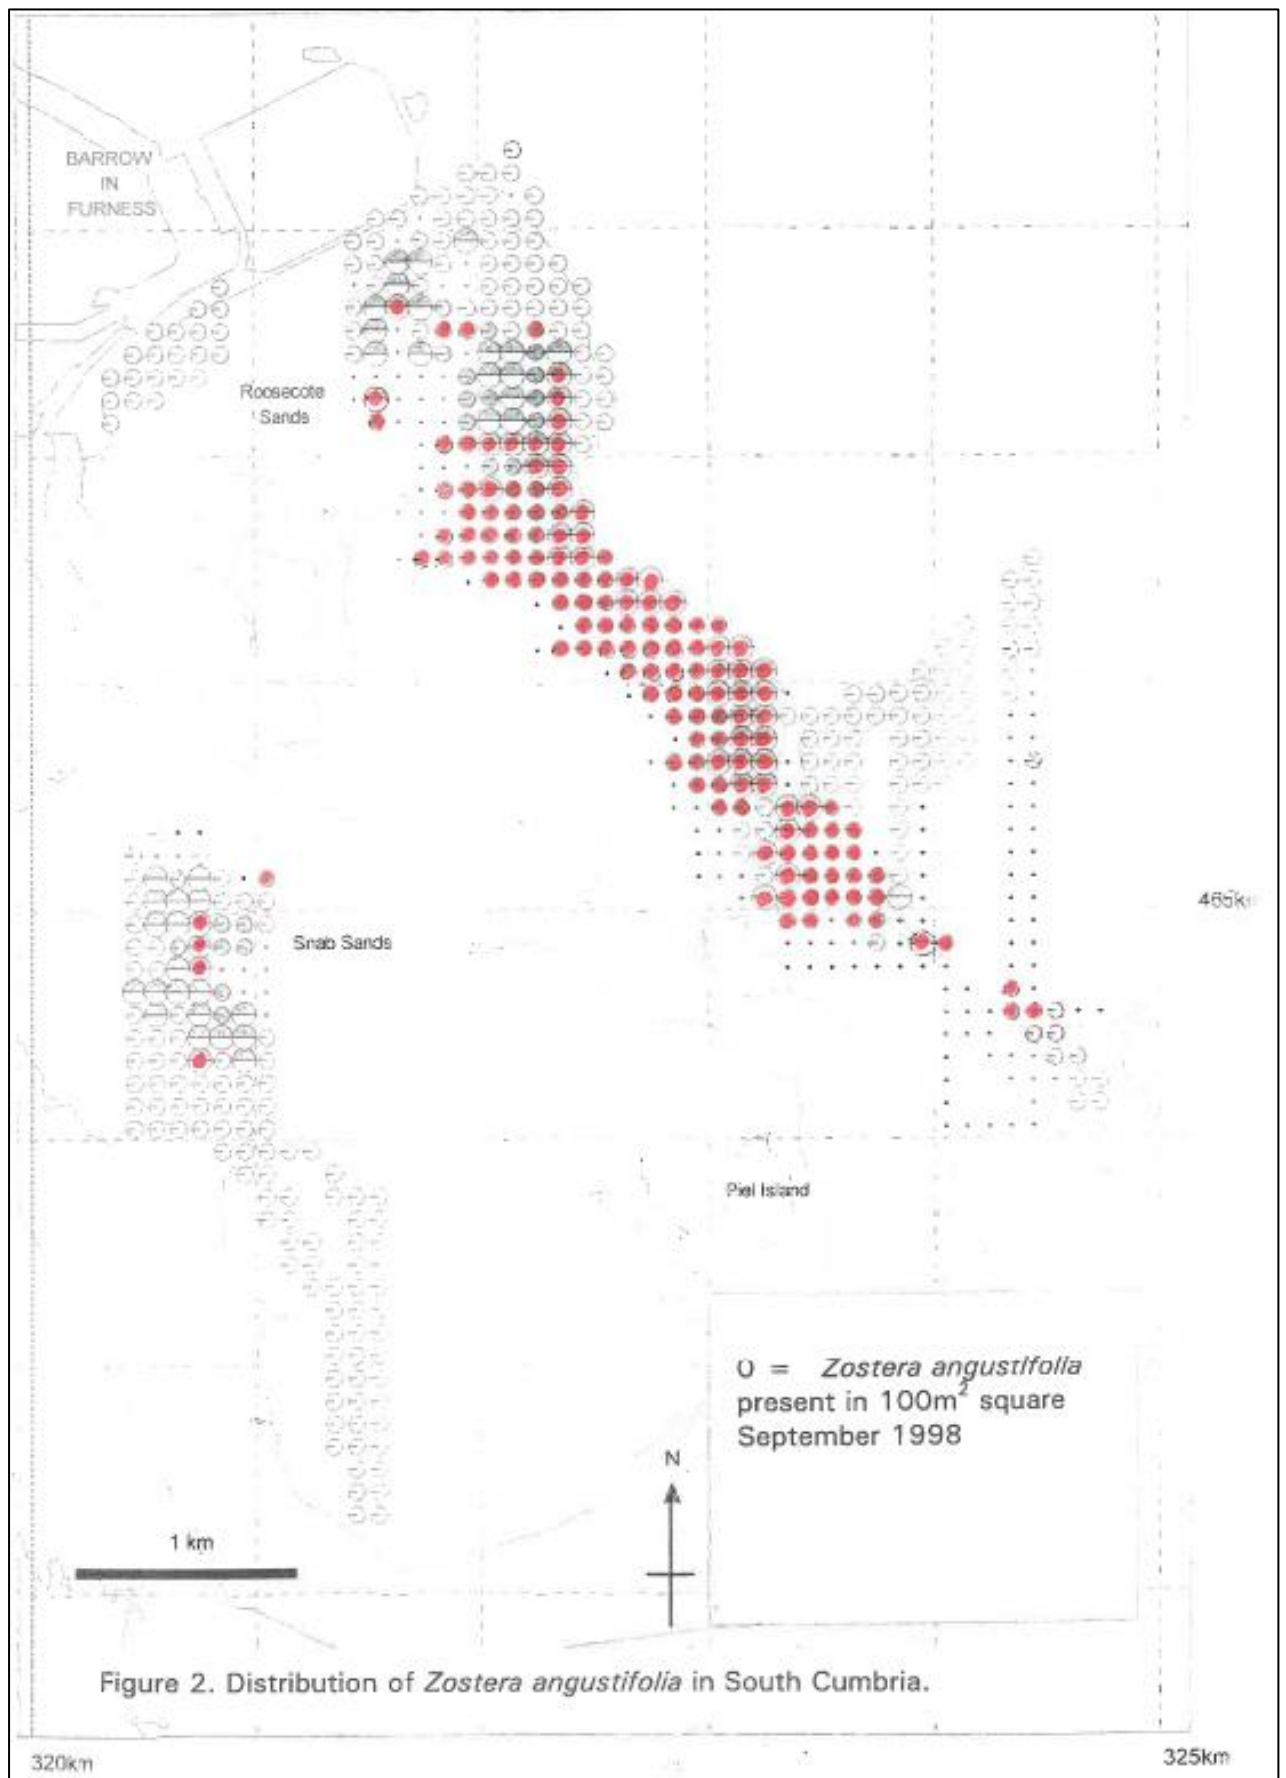 BARROW
IN
FURNESS
Roosecote
Sands
465km
Snab Sands
Piel Island
O = Zostera angustifolia
present in 100m² square
September 1998
N
1 km
Figure 2. Distribution of Zostera angustifolia in South Cumbria.
320km
325km